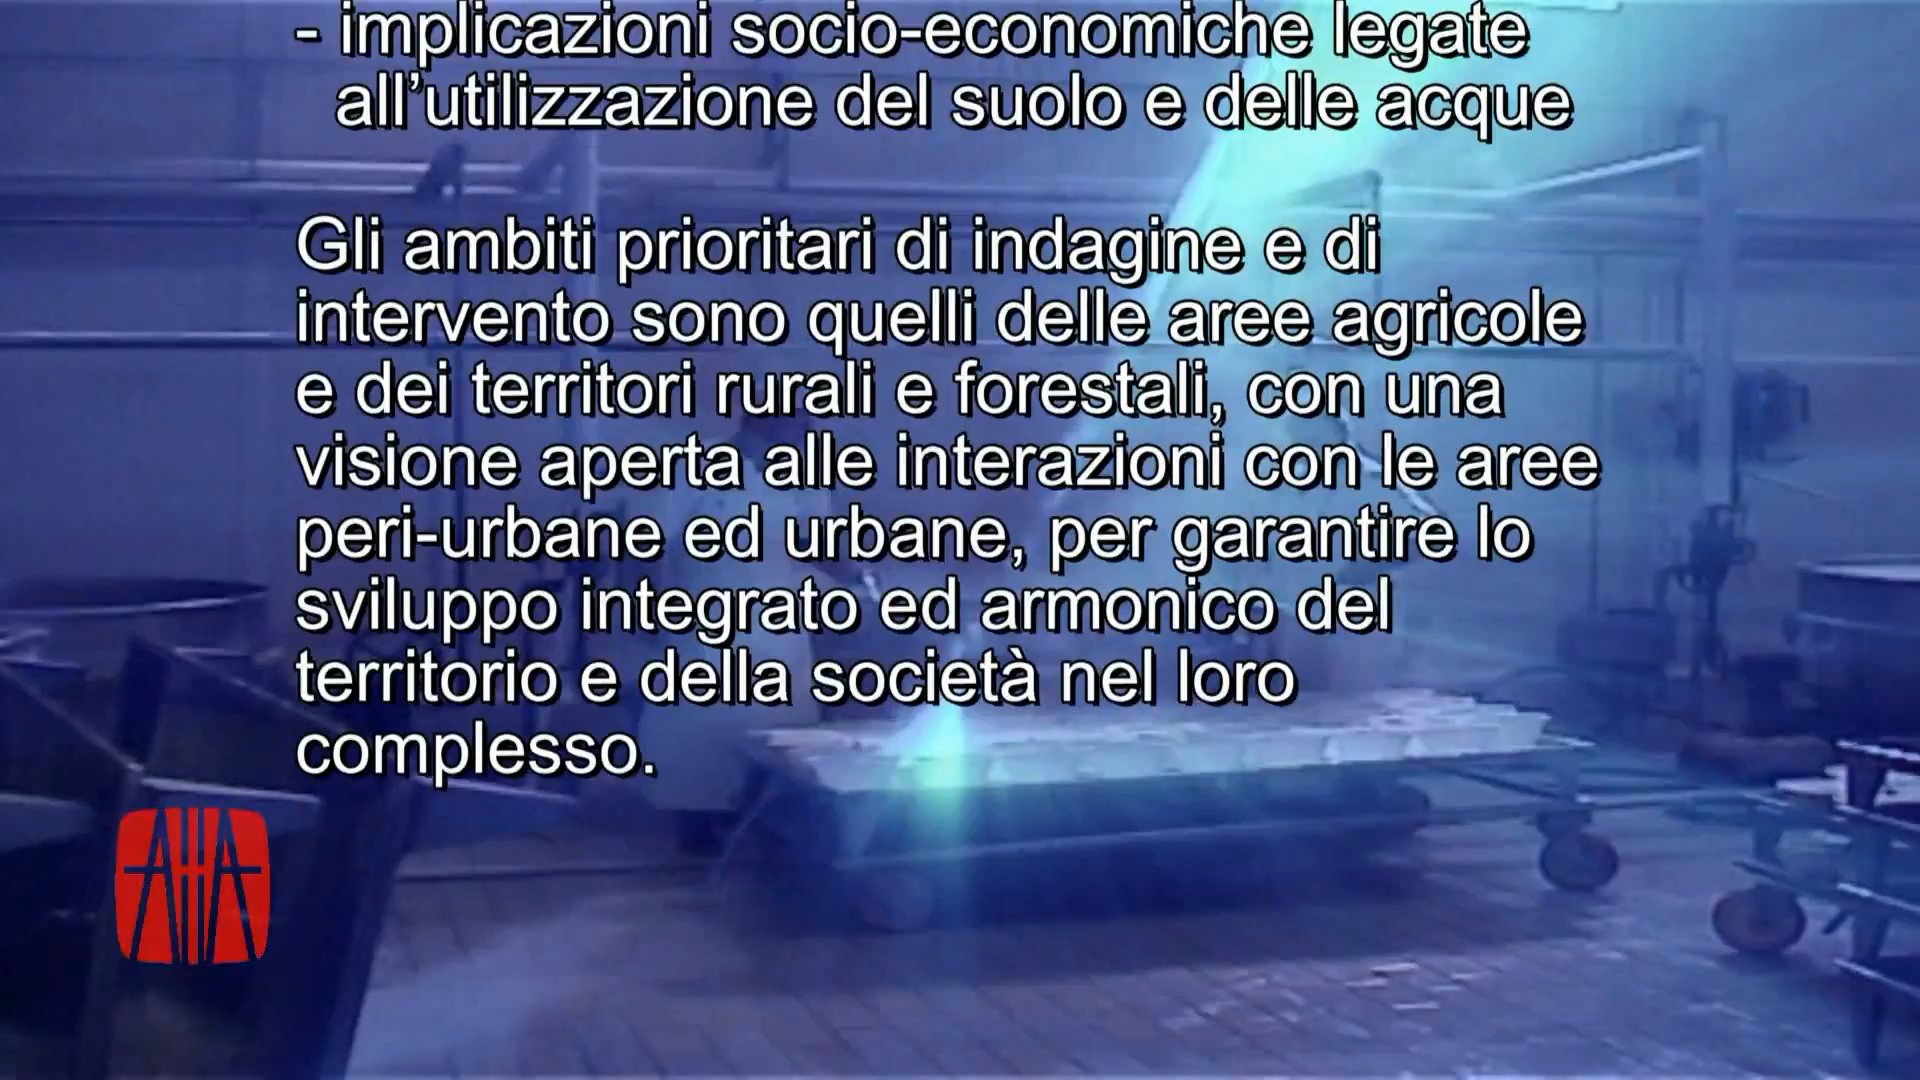 - implicazioni socio-economiche legate
all’utilizzazione del suolo e delle acque
Gli ambiti prioritari di indagine e di
intervento sono quelli delle aree agricole
e dei territori rurali e forestali, con una
visione aperta alle interazioni con le aree
peri-urbane ed urbane, per garantire lo
sviluppo integrato ed armonico del
territorio e della società nel loro
complesso.